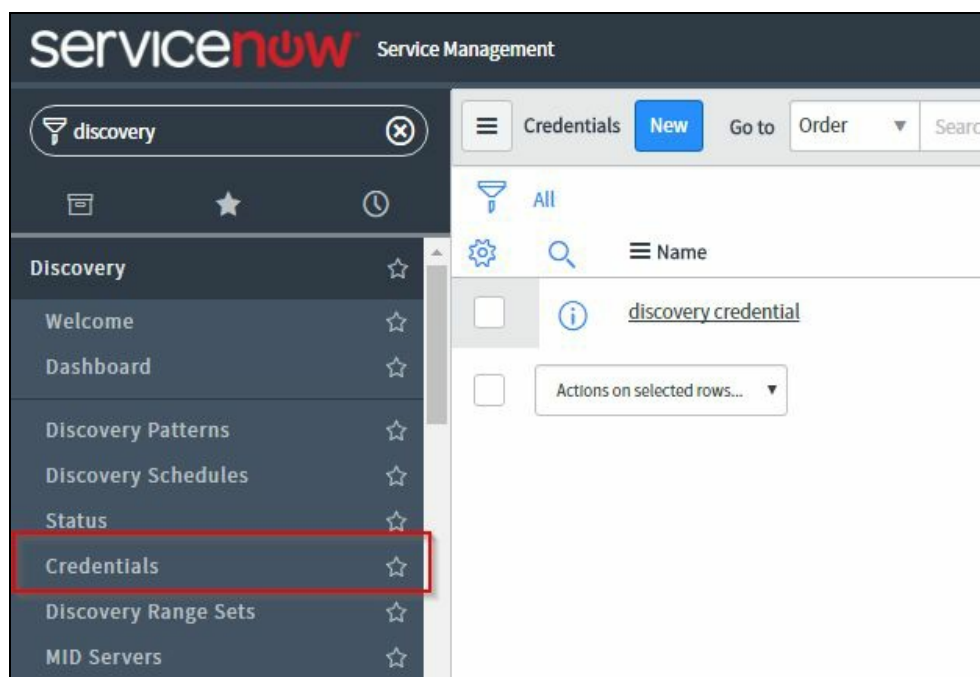 servicenow Service Management
discovery
Credentials New Go to Order Searc
All
Name
Discovery
discovery credential
Welcome
Dashboard
Actions on selected rows...
Discovery Patterns
Discovery Schedules
Status
Credentials
Discovery Range Sets
MID Servers